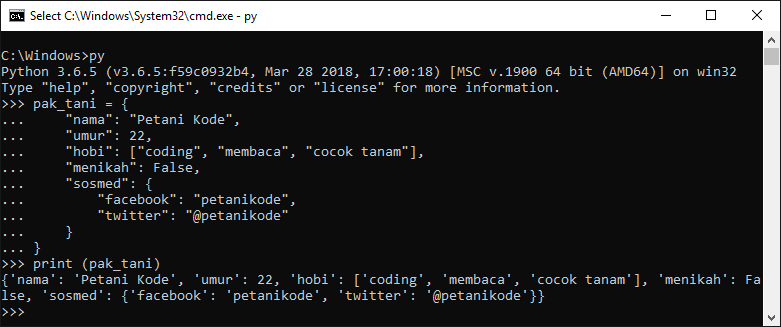 Select C:\Windows\System32\cmd.exe - py
C:\Windows>py
Python 3.6.5 (v3.6.5:f59c0932b4, Mar 28 2018, 17:00:18) [MSC v.1900 64 bit (AMD64)] on win32
Type "help", "copyright", "credits" or "license" for more information.
>>> pak_tani = {
...     "nama": "Petani Kode",
...     "umur": 22,
...     "hobi": ["coding", "membaca", "cocok tanam"],
...     "menikah": False,
...     "sosmed": {
...         "facebook": "petanikode",
...         "twitter": "@petanikode"
...     }
... }
>>> print (pak_tani)
{'nama': 'Petani Kode', 'umur': 22, 'hobi': ['coding', 'membaca', 'cocok tanam'], 'menikah': Fa
lse, 'sosmed': {'facebook': 'petanikode', 'twitter': '@petanikode'}}
>>>